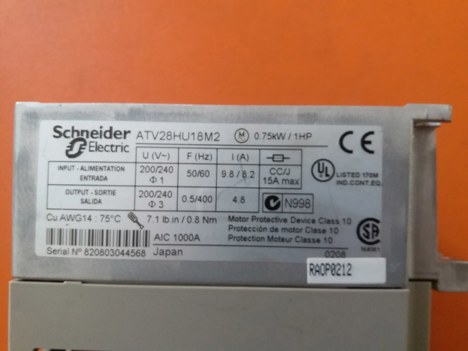 Schneider Electric ATV28HU18M2 M 0.75kW / 1HP CE
U (V~) F (Hz) I (A)
INPUT - ALIMENTATION ENTRADA 200/240 Φ 1 50/60 9.8 / 8.2 CC/J 15A max
UL LISTED 170M IND.CONT.EQ.
OUTPUT - SORTIE SALIDA 200/240 Φ 3 0.5/400 4.8 N998
Cu AWG14 : 75°C 7.1 lb.in / 0.8 Nm Motor Protective Device Class 10
Protección de motor Clase 10
AIC 1000A Protection Moteur Classe 10
Serial Nº 820803044568 Japan 0208
RAOP0212